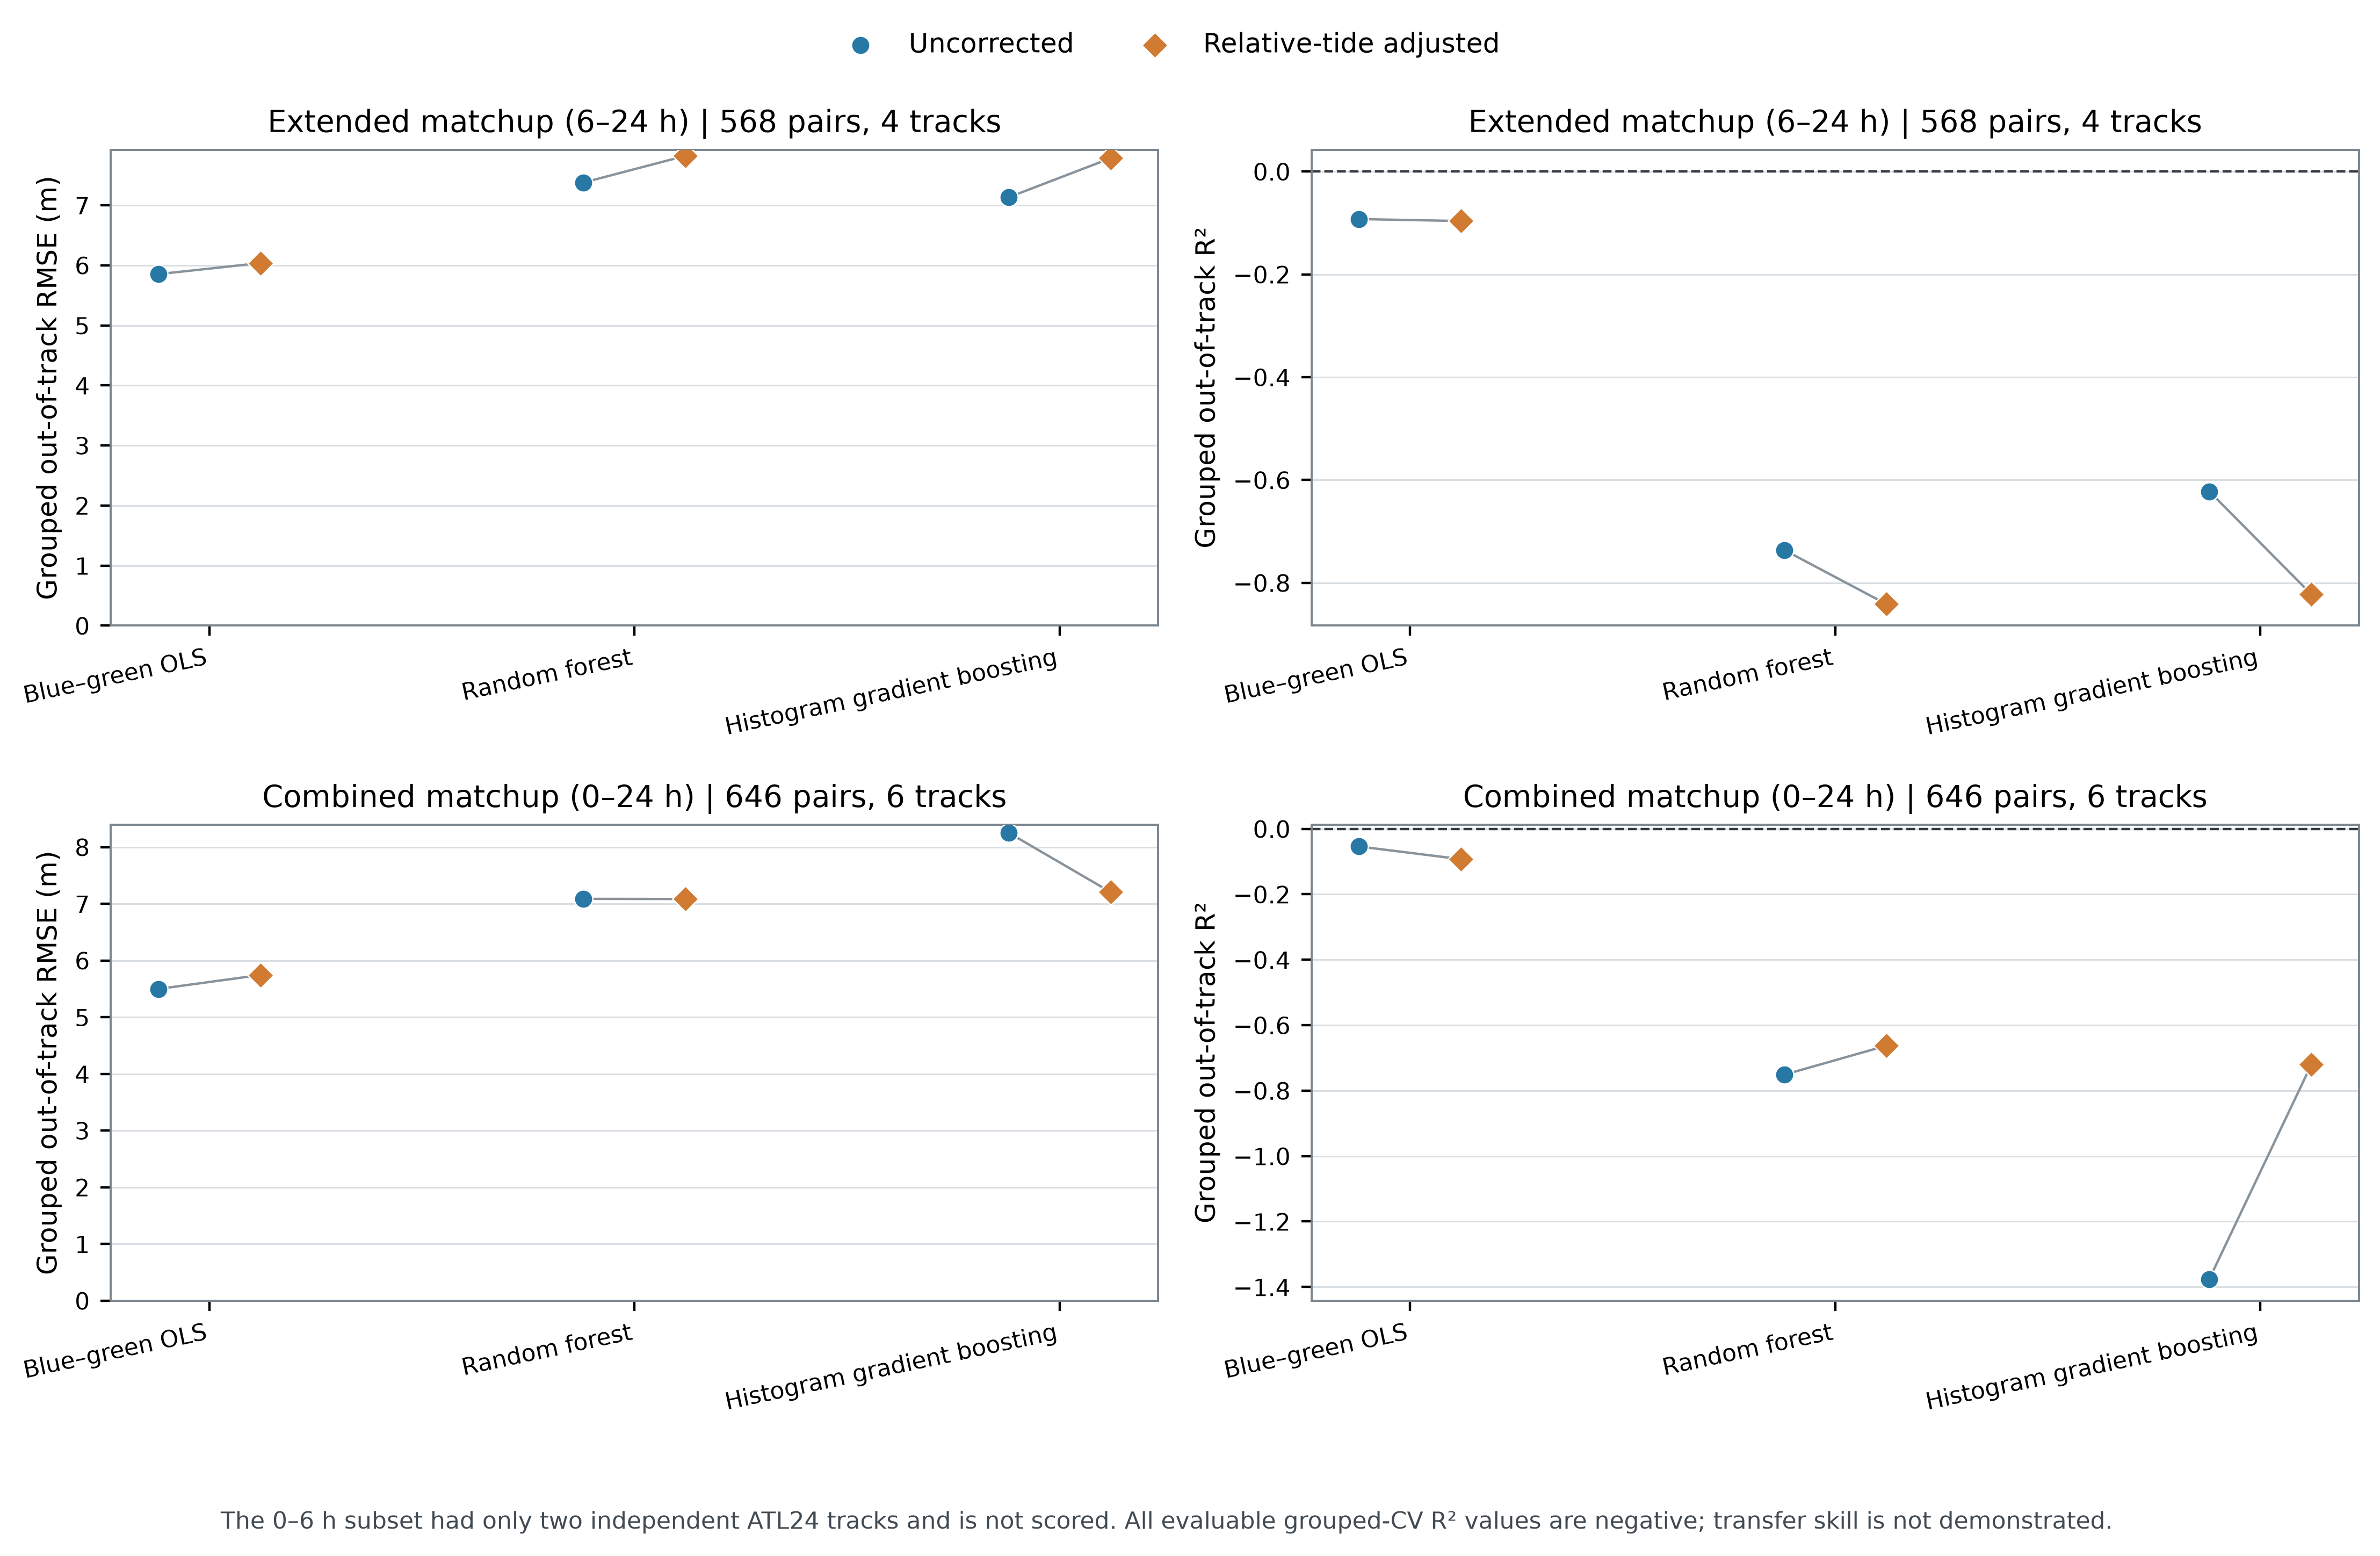 Uncorrected
Relative-tide adjusted
Extended matchup (6–24 h) | 568 pairs, 4 tracks
Grouped out-of-track RMSE (m)
7
6
5
4
3
2
1
0
Blue–green OLS
Random forest
Histogram gradient boosting
Extended matchup (6–24 h) | 568 pairs, 4 tracks
Grouped out-of-track R²
0.0
−0.2
−0.4
−0.6
−0.8
Blue–green OLS
Random forest
Histogram gradient boosting
Combined matchup (0–24 h) | 646 pairs, 6 tracks
Grouped out-of-track RMSE (m)
8
7
6
5
4
3
2
1
0
Blue–green OLS
Random forest
Histogram gradient boosting
Combined matchup (0–24 h) | 646 pairs, 6 tracks
Grouped out-of-track R²
0.0
−0.2
−0.4
−0.6
−0.8
−1.0
−1.2
−1.4
Blue–green OLS
Random forest
Histogram gradient boosting
The 0–6 h subset had only two independent ATL24 tracks and is not scored. All evaluable grouped-CV R² values are negative; transfer skill is not demonstrated.